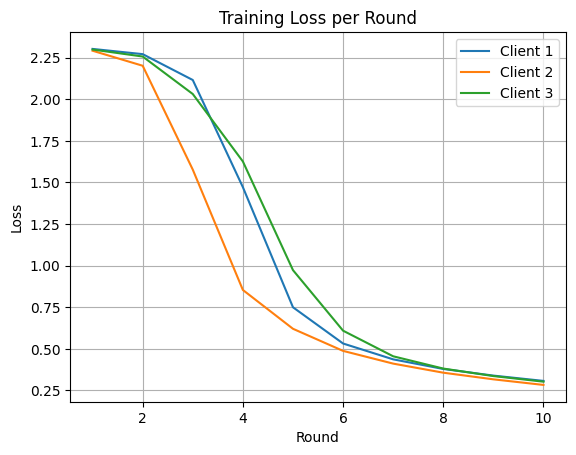 Training Loss per Round
Client 1
Client 2
Client 3
2.25
2.00
1.75
1.50
1.25
1.00
0.75
0.50
0.25
Loss
2 4 6 8 10
Round